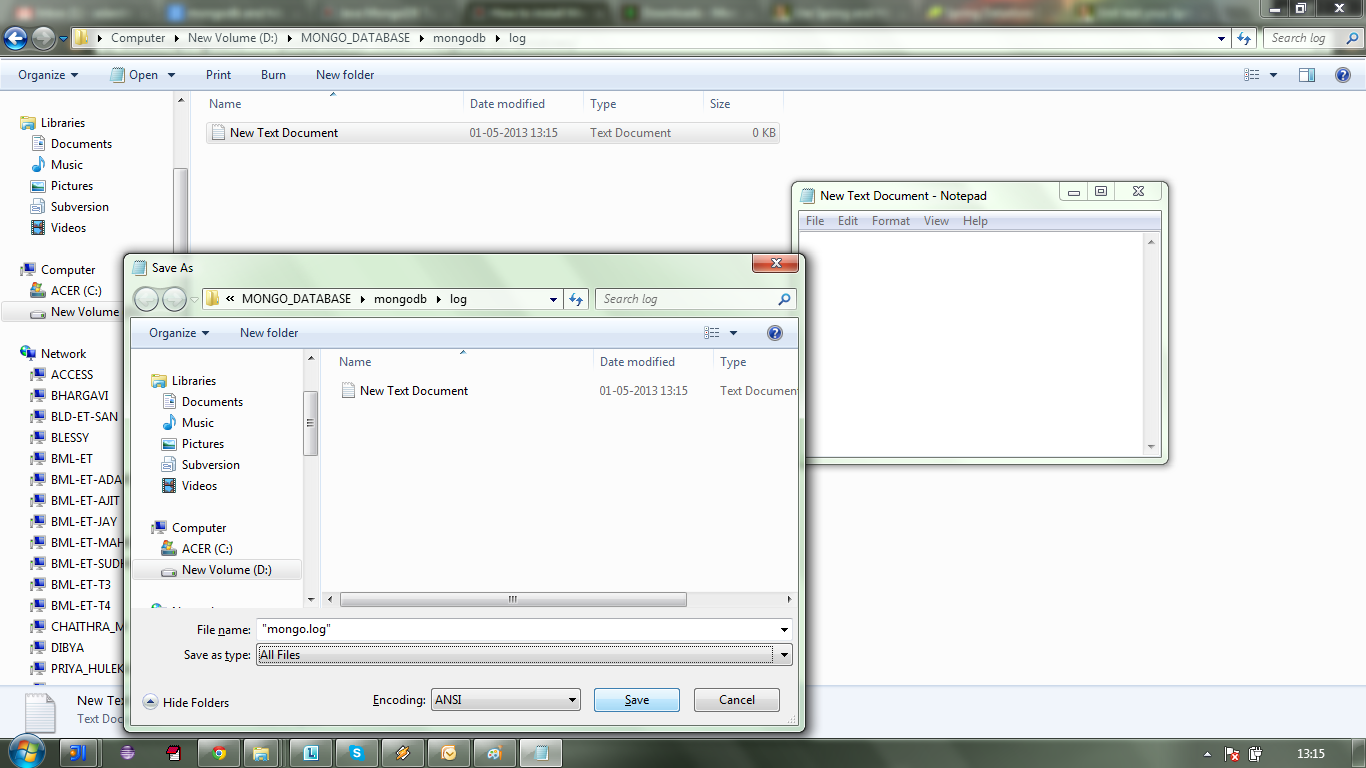 Computer New Volume (D:) MONGO_DATABASE mongodb log
Search log
Organize Open Print Burn New folder
Name Date modified Type Size
New Text Document 01-05-2013 13:15 Text Document 0 KB
Libraries
Documents
Music
Pictures
Subversion
Videos
Computer
ACER (C:)
New Volume
Network
ACCESS
BHARGAVI
BLD-ET-SAN
BLESSY
BML-ET
BML-ET-ADA
BML-ET-AJIT
BML-ET-JAY
BML-ET-MAH
BML-ET-SUDH
BML-ET-T3
BML-ET-T4
CHAITHRA_M
DIBYA
PRIYA_HULEK
New Tex
Text Doc
New Text Document - Notepad
File Edit Format View Help
Save As
« MONGO_DATABASE mongodb log
Search log
Organize New folder
Name Date modified Type
New Text Document 01-05-2013 13:15 Text Documen
Libraries
Documents
Music
Pictures
Subversion
Videos
Computer
ACER (C:)
New Volume (D:)
File name: "mongo.log"
Save as type: All Files
Hide Folders
Encoding: ANSI
Save
Cancel
13:15